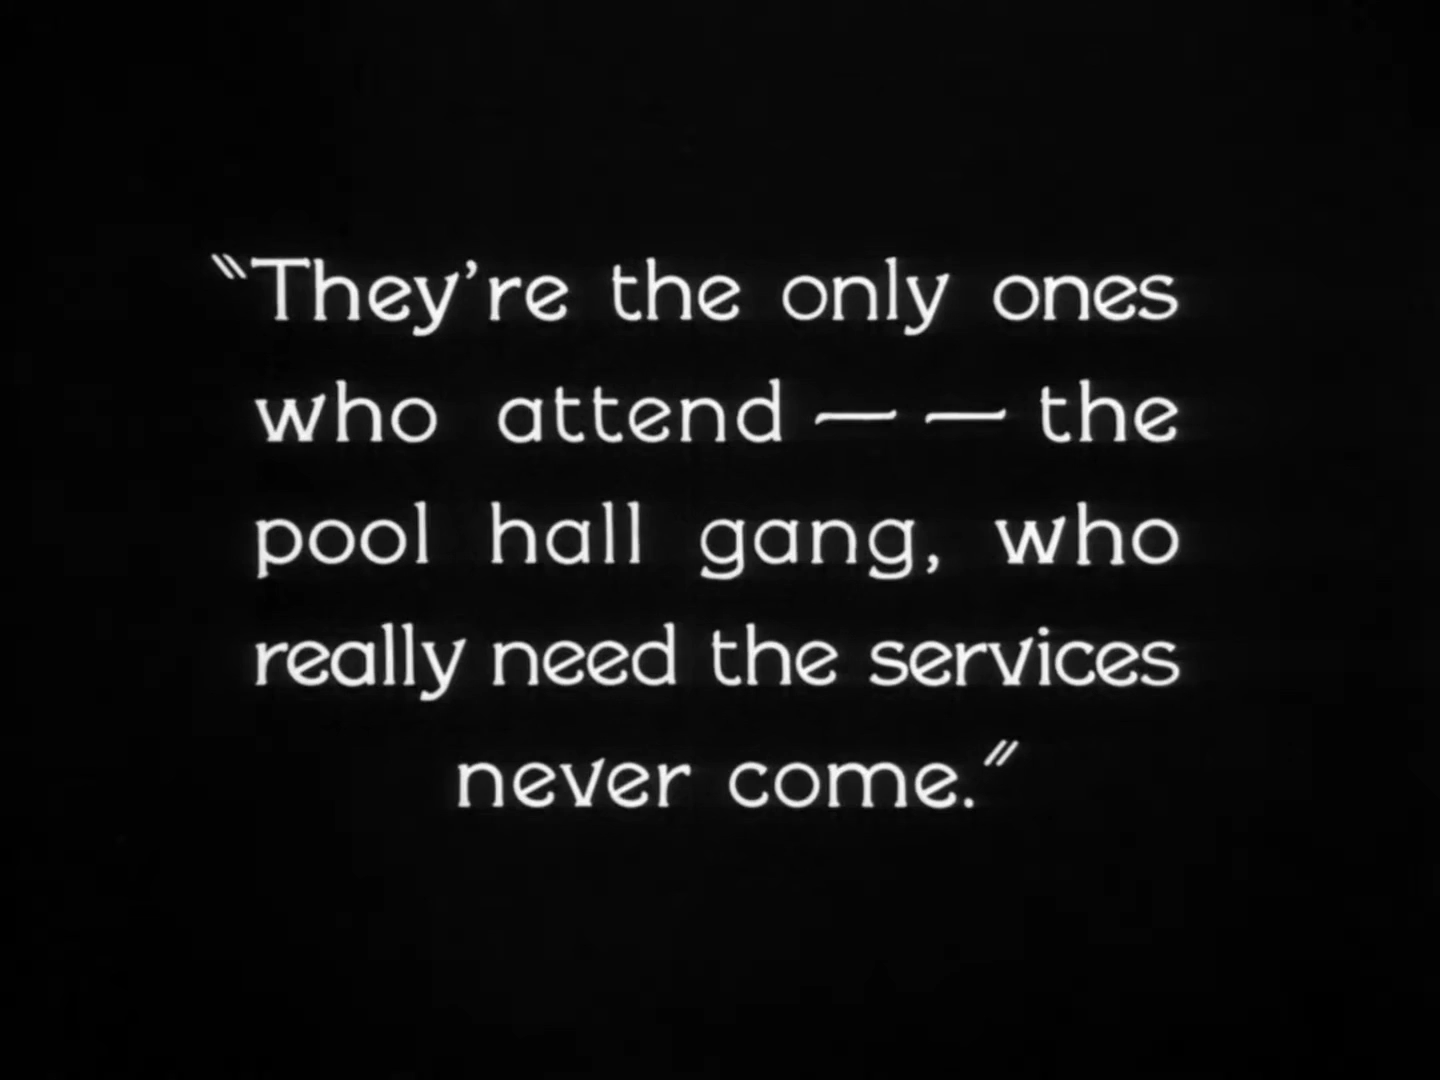 "They're the only ones
who attend — — the
pool hall gang, who
really need the services
never come."